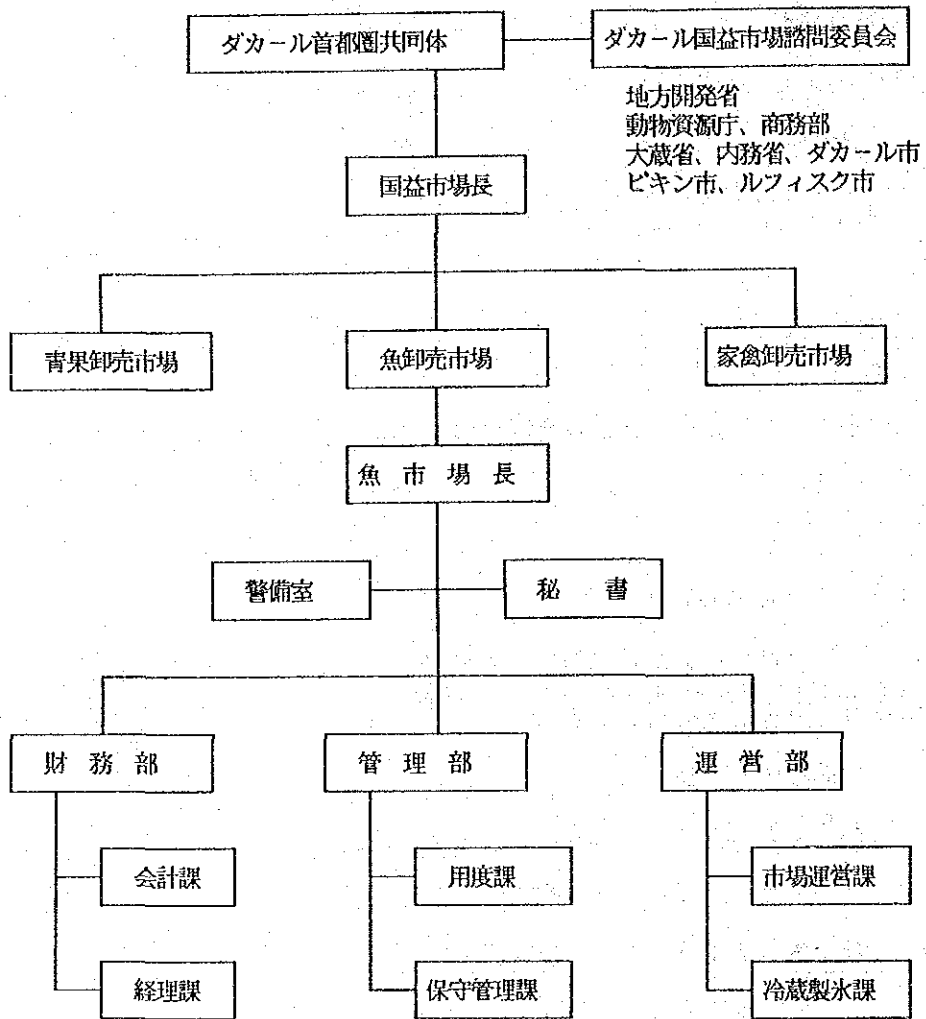 ダカール首都圏共同体
ダカール国益市場諮問委員会
地方開発省
動物資源庁、商務部
大蔵省、内務省、ダカール市
ピキン市、ルフィスク市
国益市場長
青果卸売市場
魚卸売市場
家禽卸売市場
魚市場長
警備室
秘書
財務部
管理部
運営部
会計課
用度課
市場運営課
経理課
保守管理課
冷蔵製氷課